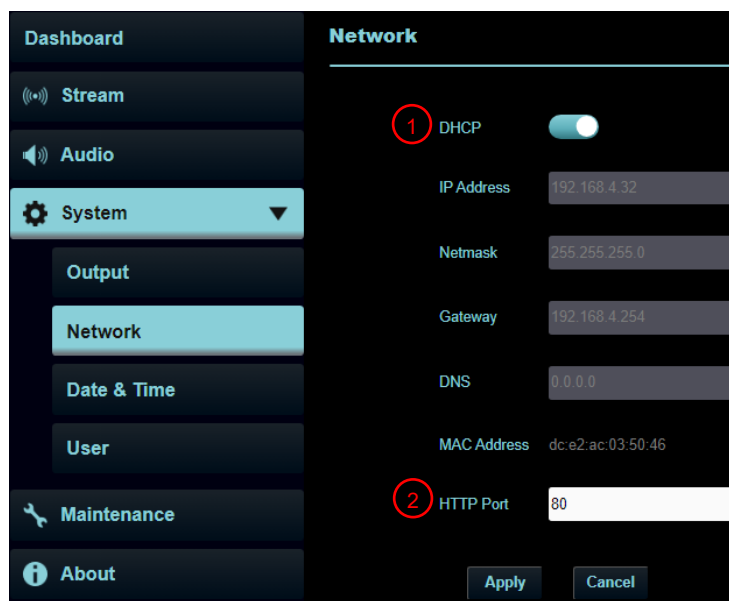 Dashboard
Stream
Audio
System
Output
Network
Date & Time
User
Maintenance
About
Network
1 DHCP
IP Address 192.168.4.32
Netmask 255.255.255.0
Gateway 192.168.4.254
DNS 0.0.0.0
MAC Address dc:e2:ac:03:50:46
2 HTTP Port 80
Apply Cancel